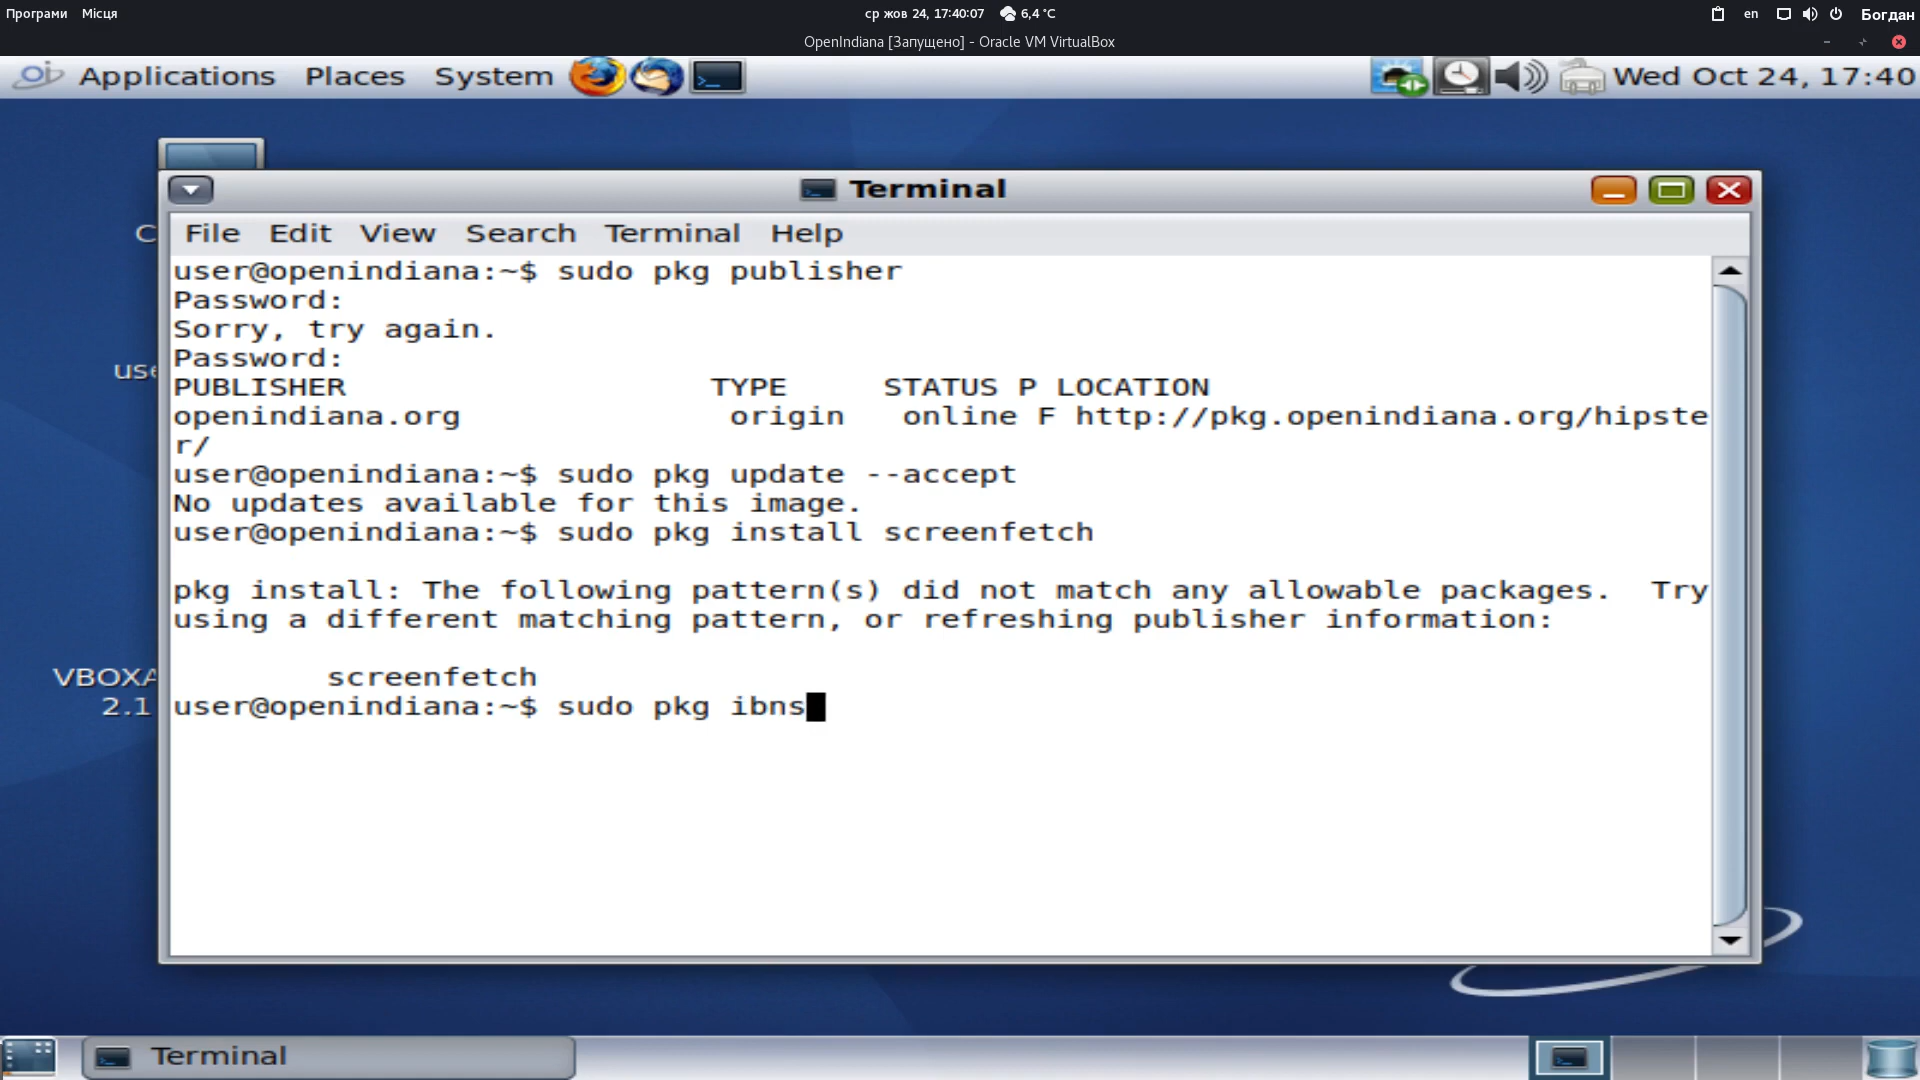 Програми Місця ср жов 24, 17:40:07 6,4 °C en Богдан
OpenIndiana [Запущено] - Oracle VM VirtualBox
Applications Places System Wed Oct 24, 17:40
Terminal
File Edit View Search Terminal Help
user@openindiana:~$ sudo pkg publisher
Password:
Sorry, try again.
Password:
PUBLISHER TYPE STATUS P LOCATION
openindiana.org origin online F http://pkg.openindiana.org/hipste
r/
user@openindiana:~$ sudo pkg update --accept
No updates available for this image.
user@openindiana:~$ sudo pkg install screenfetch
pkg install: The following pattern(s) did not match any allowable packages. Try
using a different matching pattern, or refreshing publisher information:
screenfetch
user@openindiana:~$ sudo pkg ibns
VBOXA
2.1
Terminal